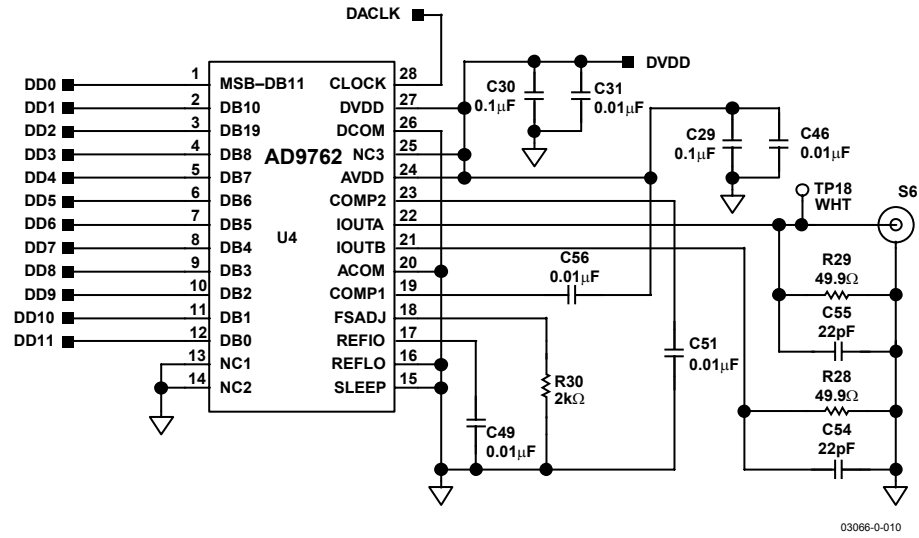 DACLK
DD0 1 MSB–DB11 CLOCK 28
DD1 2 DB10 DVDD 27
DD2 3 DB19 DCOM 26
DD3 4 DB8 NC3 25
DD4 5 DB7 AVDD 24
DD5 6 DB6 COMP2 23
DD6 7 DB5 IOUTA 22
DD7 8 DB4 IOUTB 21
DD8 9 DB3 ACOM 20
DD9 10 DB2 COMP1 19
DD10 11 DB1 FSADJ 18
DD11 12 DB0 REFIO 17
13 NC1 REFLO 16
14 NC2 SLEEP 15
AD9762
U4
DVDD
C30
0.1μF
C31
0.01μF
C29
0.1μF
C46
0.01μF
TP18
WHT
S6
C56
0.01μF
R29
49.9Ω
C55
22pF
C51
0.01μF
R30
2kΩ
R28
49.9Ω
C54
22pF
C49
0.01μF
03066-0-010